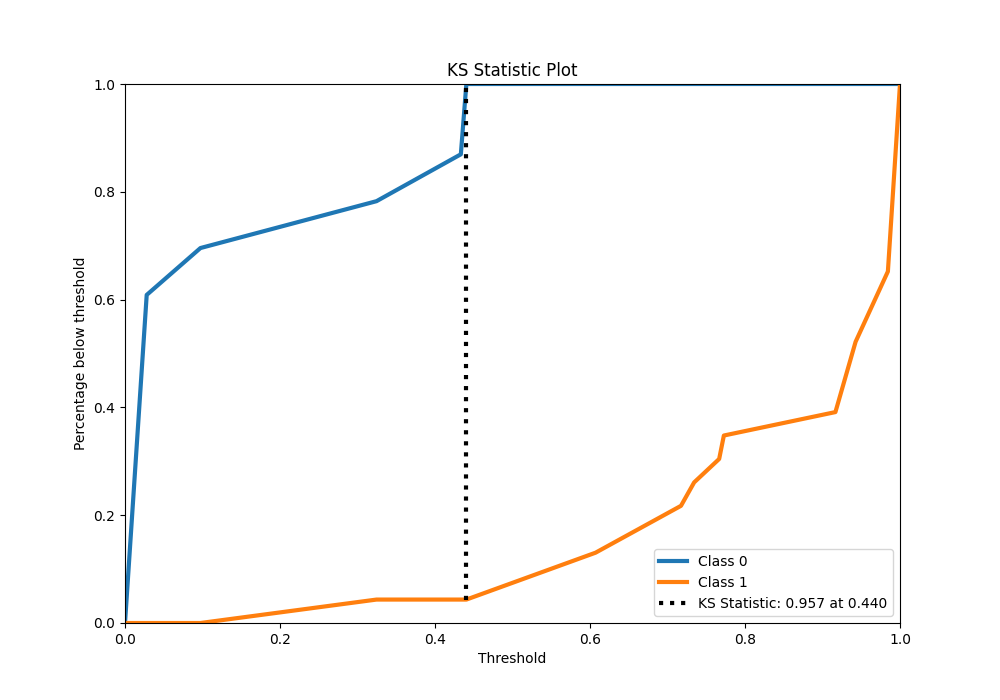 KS Statistic Plot
Percentage below threshold
1.0
0.8
0.6
0.4
0.2
0.0
0.0 0.2 0.4 0.6 0.8 1.0
Threshold
Class 0
Class 1
KS Statistic: 0.957 at 0.440